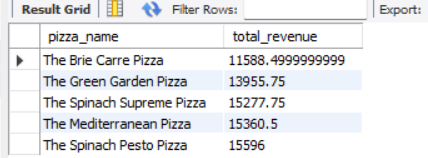 Result Grid Filter Rows: Export:
pizza_name total_revenue
The Brie Carre Pizza 11588.4999999999
The Green Garden Pizza 13955.75
The Spinach Supreme Pizza 15277.75
The Mediterranean Pizza 15360.5
The Spinach Pesto Pizza 15596